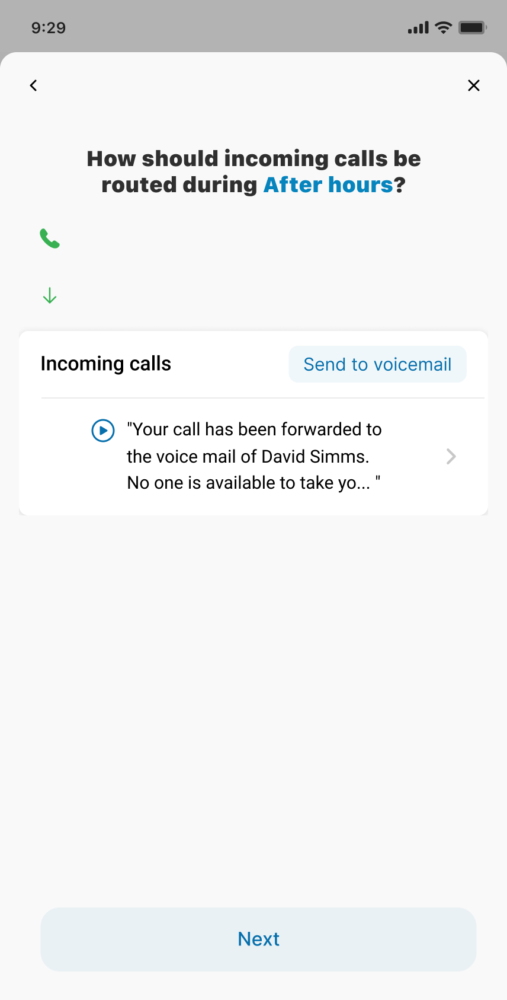 9:29
How should incoming calls be
routed during After hours?
Incoming calls
Send to voicemail
"Your call has been forwarded to
the voice mail of David Simms.
No one is available to take yo... "
Next